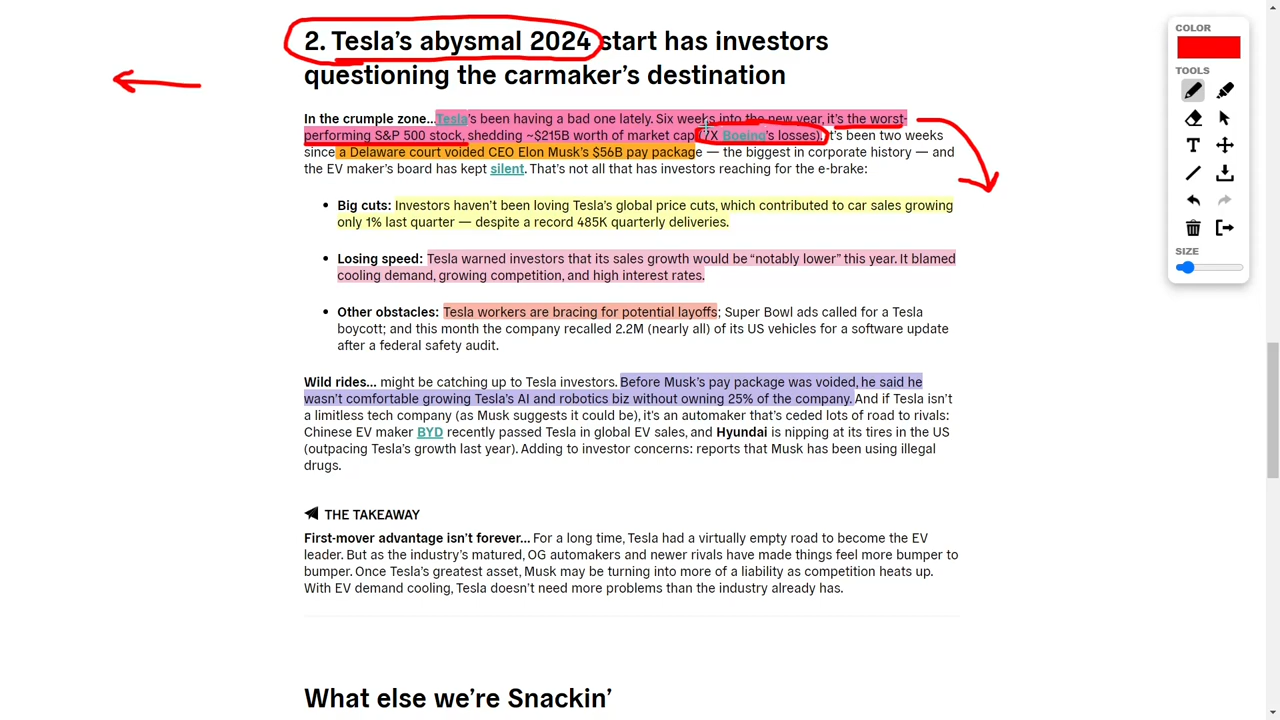 COLOR
TOOLS
T
SIZE
2. Tesla's abysmal 2024 start has investors
questioning the carmaker's destination
In the crumple zone... Tesla's been having a bad one lately. Six weeks into the new year, it's the worst-
performing S&P 500 stock, shedding ~$215B worth of market cap (7X Boeing's losses). It's been two weeks
since a Delaware court voided CEO Elon Musk's $56B pay package — the biggest in corporate history — and
the EV maker's board has kept silent. That's not all that has investors reaching for the e-brake:
• Big cuts: Investors haven't been loving Tesla's global price cuts, which contributed to car sales growing
only 1% last quarter — despite a record 485K quarterly deliveries.
• Losing speed: Tesla warned investors that its sales growth would be "notably lower" this year. It blamed
cooling demand, growing competition, and high interest rates.
• Other obstacles: Tesla workers are bracing for potential layoffs; Super Bowl ads called for a Tesla
boycott; and this month the company recalled 2.2M (nearly all) of its US vehicles for a software update
after a federal safety audit.
Wild rides... might be catching up to Tesla investors. Before Musk's pay package was voided, he said he
wasn't comfortable growing Tesla's AI and robotics biz without owning 25% of the company. And if Tesla isn't
a limitless tech company (as Musk suggests it could be), it's an automaker that's ceded lots of road to rivals:
Chinese EV maker BYD recently passed Tesla in global EV sales, and Hyundai is nipping at its tires in the US
(outpacing Tesla's growth last year). Adding to investor concerns: reports that Musk has been using illegal
drugs.
THE TAKEAWAY
First-mover advantage isn't forever... For a long time, Tesla had a virtually empty road to become the EV
leader. But as the industry's matured, OG automakers and newer rivals have made things feel more bumper to
bumper. Once Tesla's greatest asset, Musk may be turning into more of a liability as competition heats up.
With EV demand cooling, Tesla doesn't need more problems than the industry already has.
What else we're Snackin'